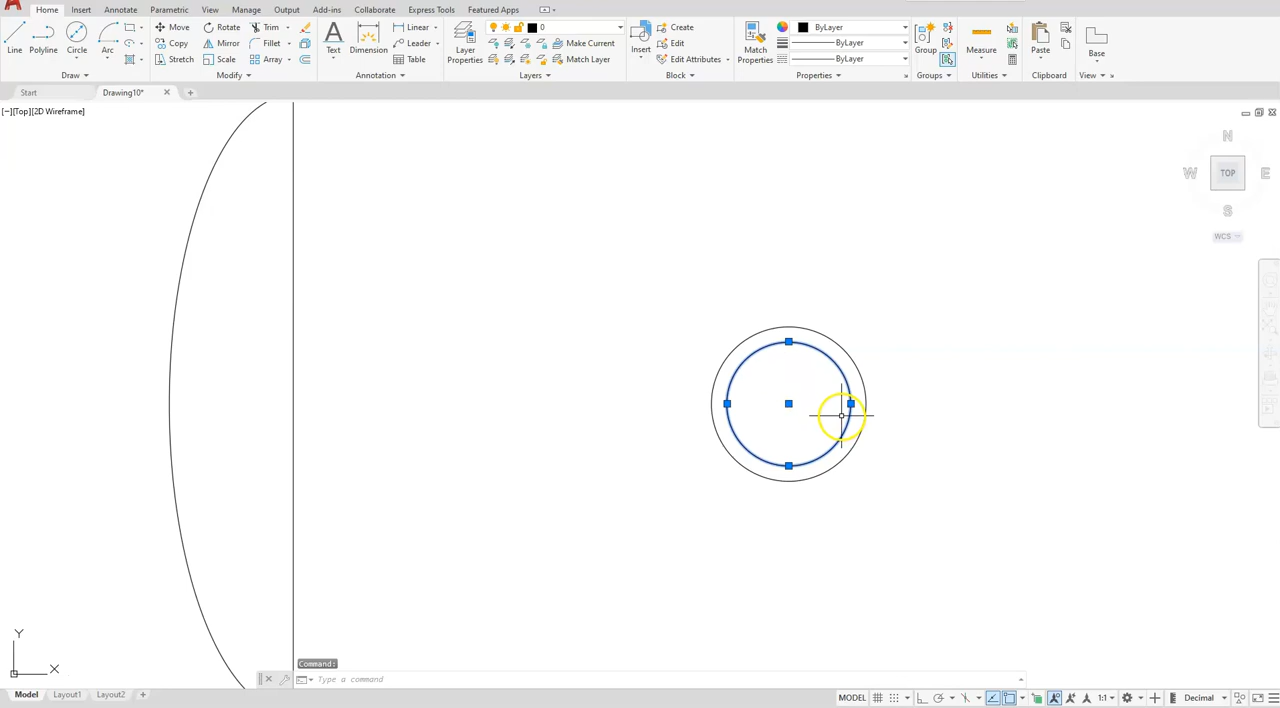 Home Insert Annotate Parametric View Manage Output Add-ins Collaborate Express Tools Featured Apps
Line Polyline Circle Arc Move Rotate Trim Text Dimension Linear Layer Properties 0 Insert Create Match Properties ByLayer Group Measure Paste Base
Copy Mirror Fillet Leader Make Current Edit ByLayer
Stretch Scale Array Table Match Layer Edit Attributes ByLayer
Draw Modify Annotation Layers Block Properties Groups Utilities Clipboard View
Start Drawing10*
[−][Top][2D Wireframe]
N
W TOP E
S
WCS
Y
X
Command:
Type a command
Model Layout1 Layout2 MODEL 1:1 Decimal